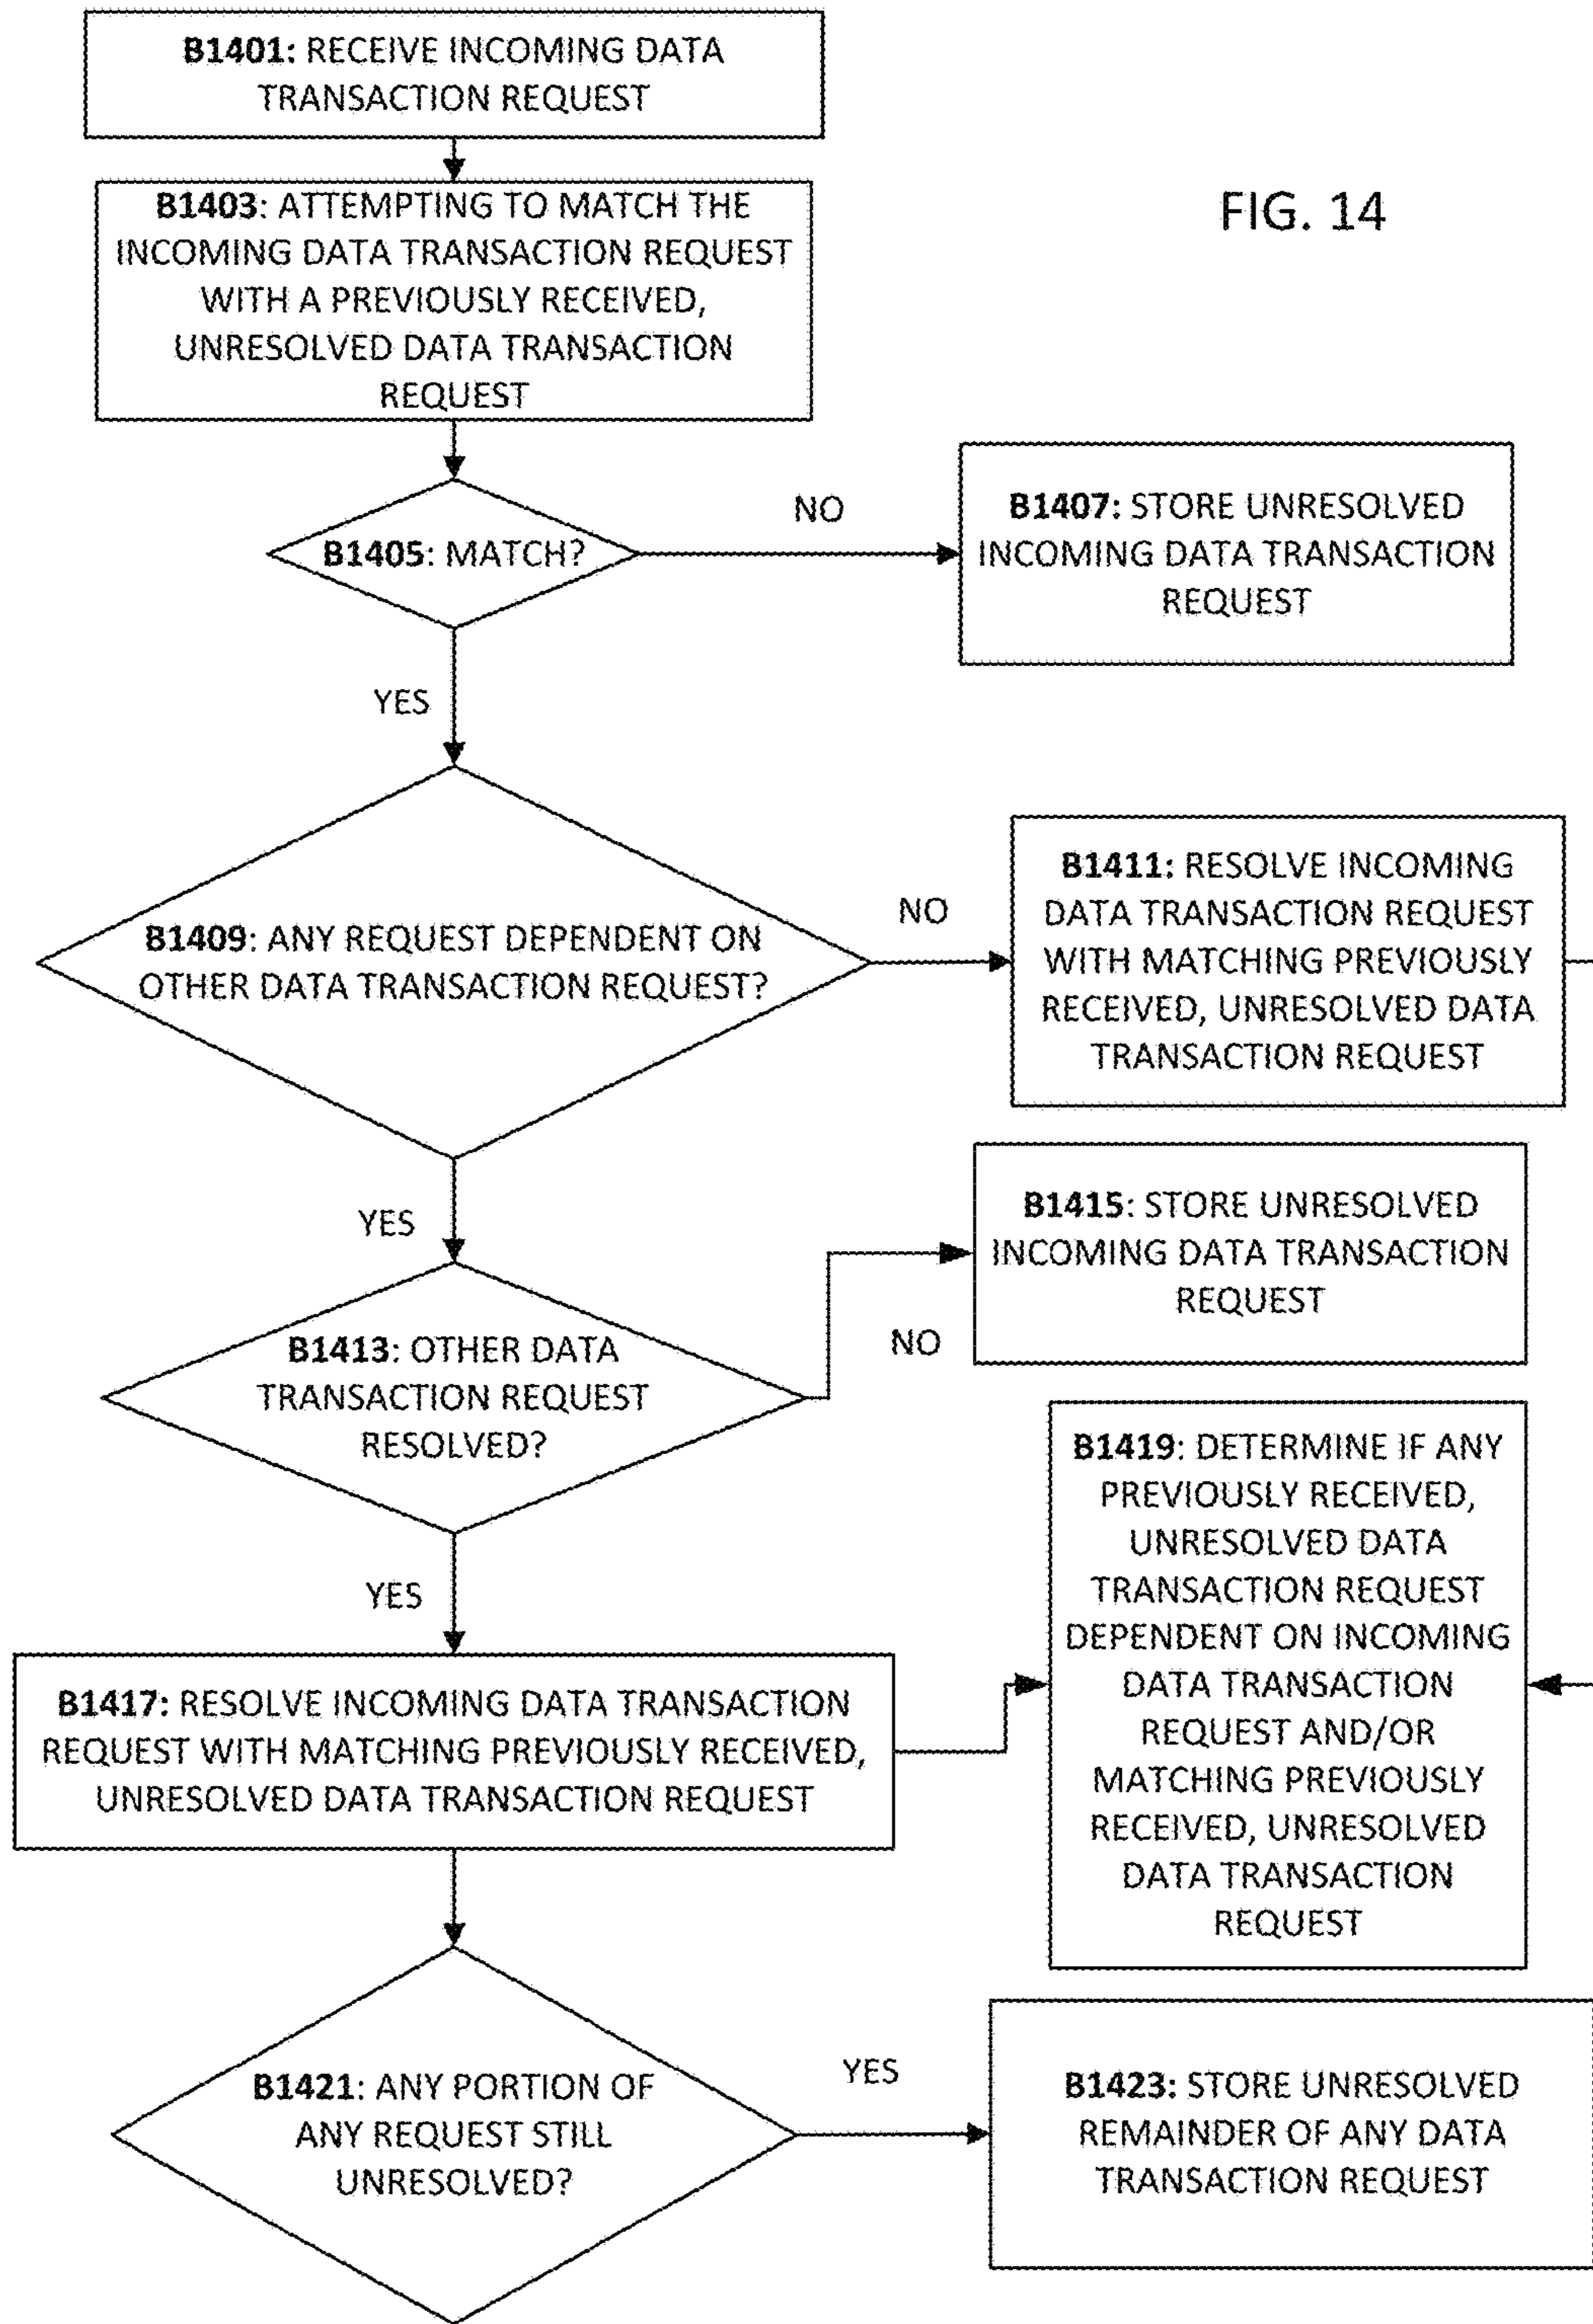 B1401: RECEIVE INCOMING DATA
TRANSACTION REQUEST
FIG. 14
B1403: ATTEMPTING TO MATCH THE
INCOMING DATA TRANSACTION REQUEST
WITH A PREVIOUSLY RECEIVED,
UNRESOLVED DATA TRANSACTION
REQUEST
B1405: MATCH?
NO
B1407: STORE UNRESOLVED
INCOMING DATA TRANSACTION
REQUEST
YES
B1409: ANY REQUEST DEPENDENT ON
OTHER DATA TRANSACTION REQUEST?
NO
B1411: RESOLVE INCOMING
DATA TRANSACTION REQUEST
WITH MATCHING PREVIOUSLY
RECEIVED, UNRESOLVED DATA
TRANSACTION REQUEST
YES
B1413: OTHER DATA
TRANSACTION REQUEST
RESOLVED?
NO
B1415: STORE UNRESOLVED
INCOMING DATA TRANSACTION
REQUEST
YES
B1417: RESOLVE INCOMING DATA TRANSACTION
REQUEST WITH MATCHING PREVIOUSLY RECEIVED,
UNRESOLVED DATA TRANSACTION REQUEST
B1419: DETERMINE IF ANY
PREVIOUSLY RECEIVED,
UNRESOLVED DATA
TRANSACTION REQUEST
DEPENDENT ON INCOMING
DATA TRANSACTION
REQUEST AND/OR
MATCHING PREVIOUSLY
RECEIVED, UNRESOLVED
DATA TRANSACTION
REQUEST
B1421: ANY PORTION OF
ANY REQUEST STILL
UNRESOLVED?
YES
B1423: STORE UNRESOLVED
REMAINDER OF ANY DATA
TRANSACTION REQUEST